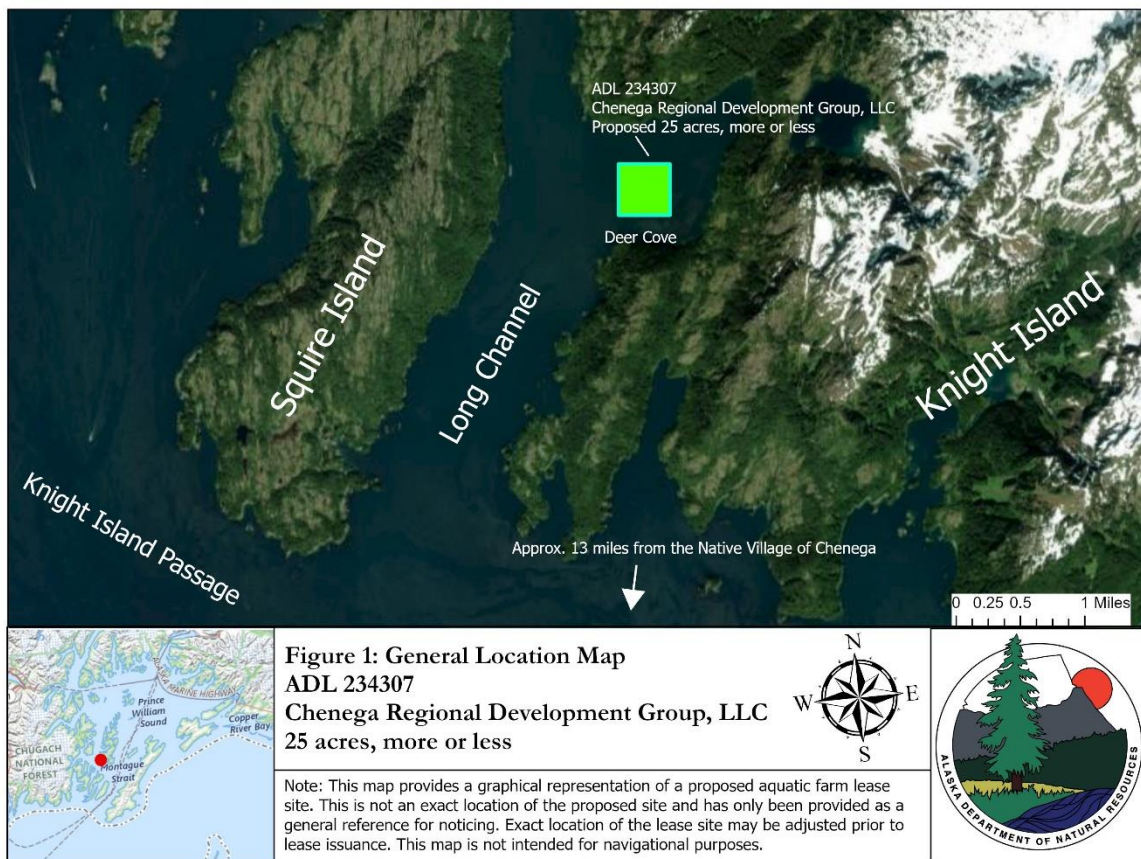 ADL 234307
Chenega Regional Development Group, LLC
Proposed 25 acres, more or less
Deer Cove
Squire Island
Long Channel
Knight Island
Knight Island Passage
Approx. 13 miles from the Native Village of Chenega
0 0.25 0.5 1 Miles
ALASKA MARINE HIGHWAY
Prince
William
Sound
Copper
River Bay
CHUGACH
NATIONAL
FOREST
Montague
Strait
Figure 1: General Location Map
ADL 234307
Chenega Regional Development Group, LLC
25 acres, more or less
N
W E
S
Note: This map provides a graphical representation of a proposed aquatic farm lease
site. This is not an exact location of the proposed site and has only been provided as a
general reference for noticing. Exact location of the lease site may be adjusted prior to
lease issuance. This map is not intended for navigational purposes.
ALASKA DEPARTMENT OF NATURAL RESOURCES